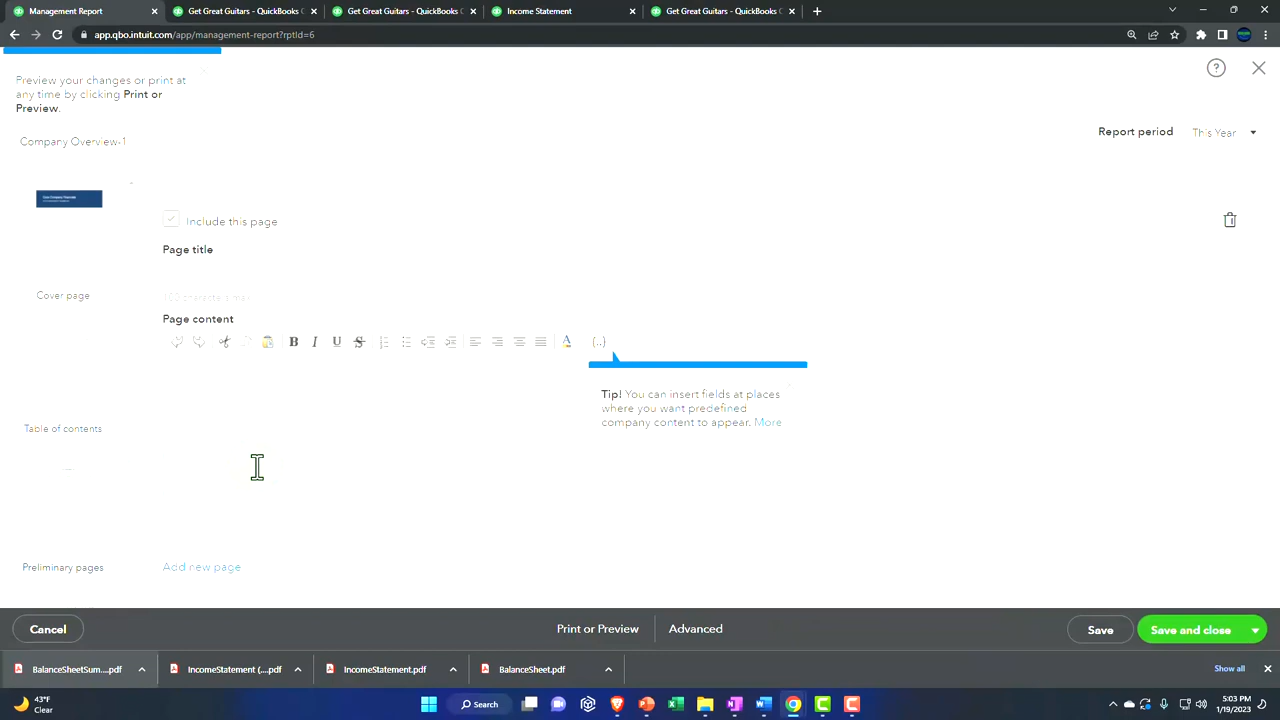 Management Report
Get Great Guitars - QuickBooks O
Get Great Guitars - QuickBooks O
Income Statement
Get Great Guitars - QuickBooks O
app.qbo.intuit.com/app/management-report?rptId=6
Preview your changes or print at
any time by clicking Print or
Preview.
Company Overview-1
Report period
This Year
Include this page
Page title
Cover page
100 characters max
Page content
Tip! You can insert fields at places
where you want predefined
company content to appear. More
Table of contents
Preliminary pages
Add new page
Cancel
Print or Preview
Advanced
Save
Save and close
BalanceSheetSum....pdf
IncomeStatement (....pdf
IncomeStatement.pdf
BalanceSheet.pdf
Show all
43°F
Clear
Search
5:03 PM
1/19/2023